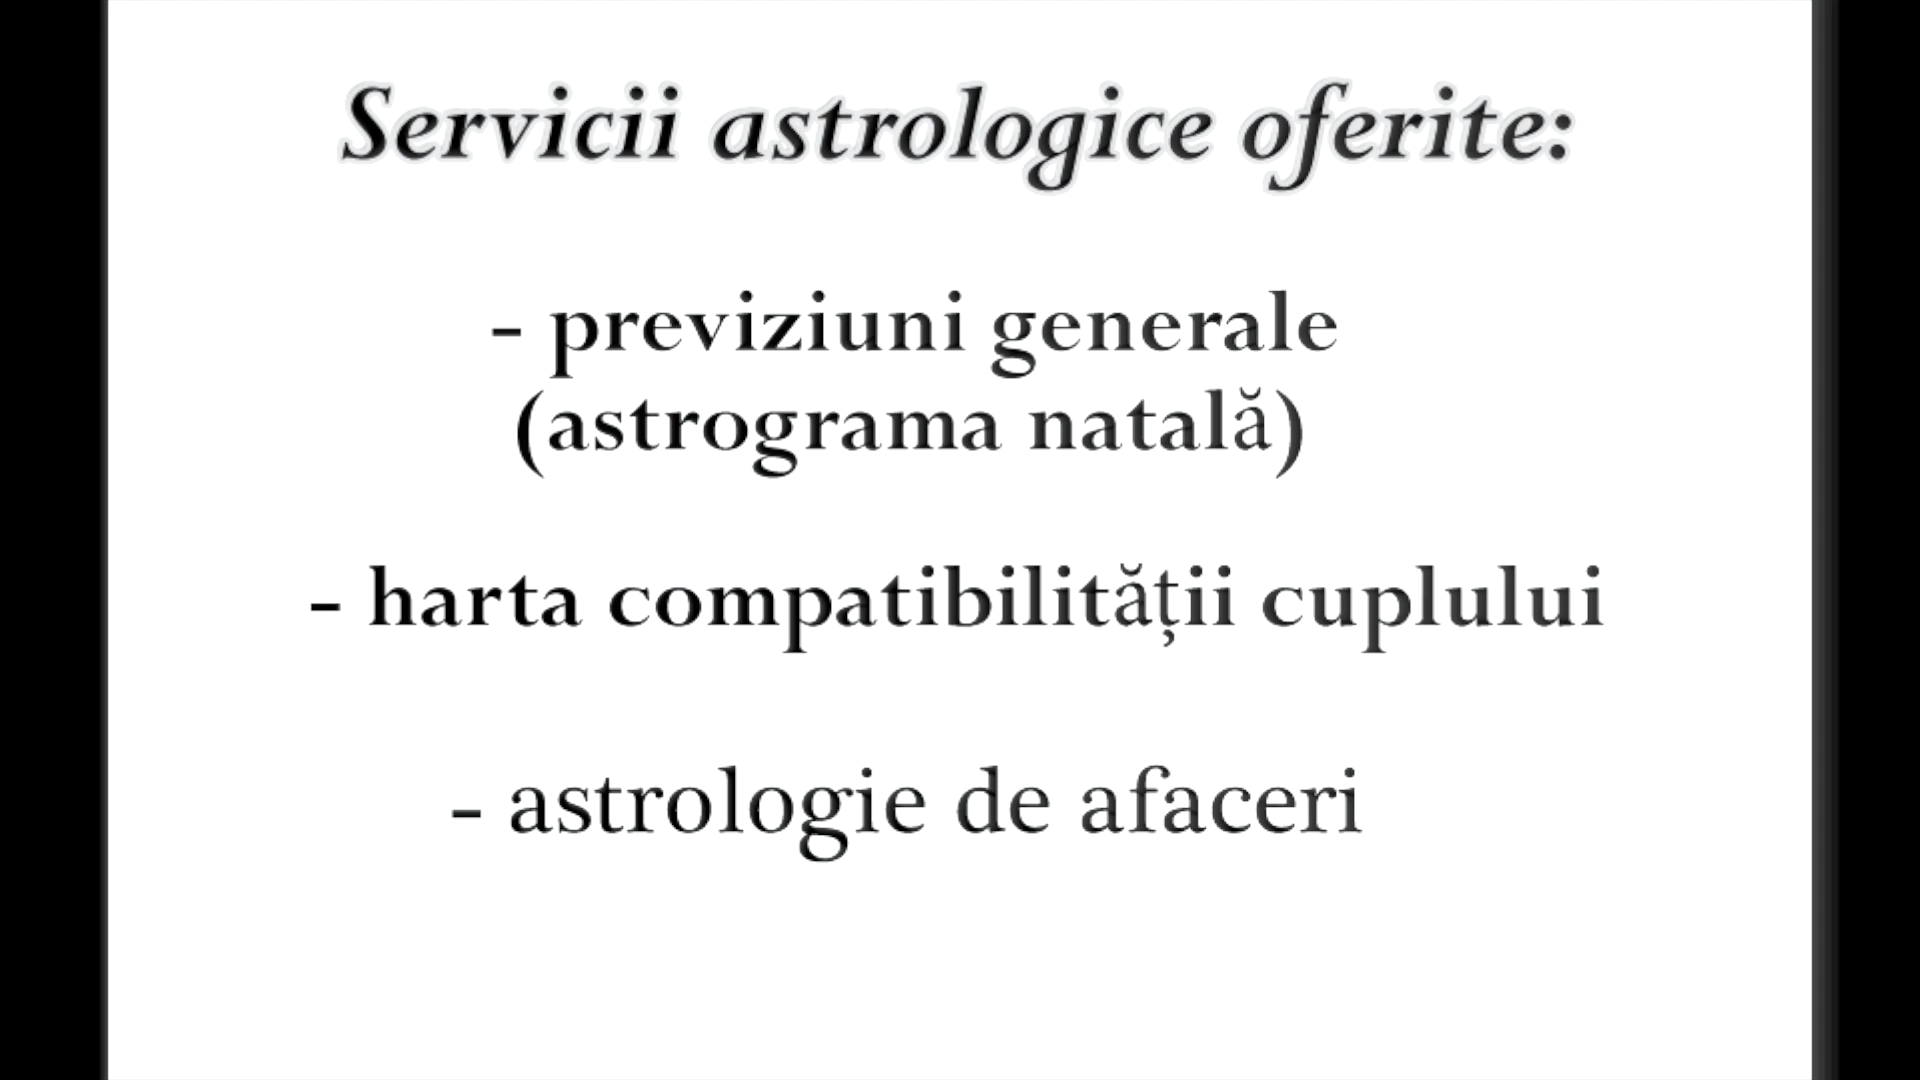 Servicii astrologice oferite:
- previziuni generale
(astrograma natală)
- harta compatibilității cuplului
- astrologie de afaceri